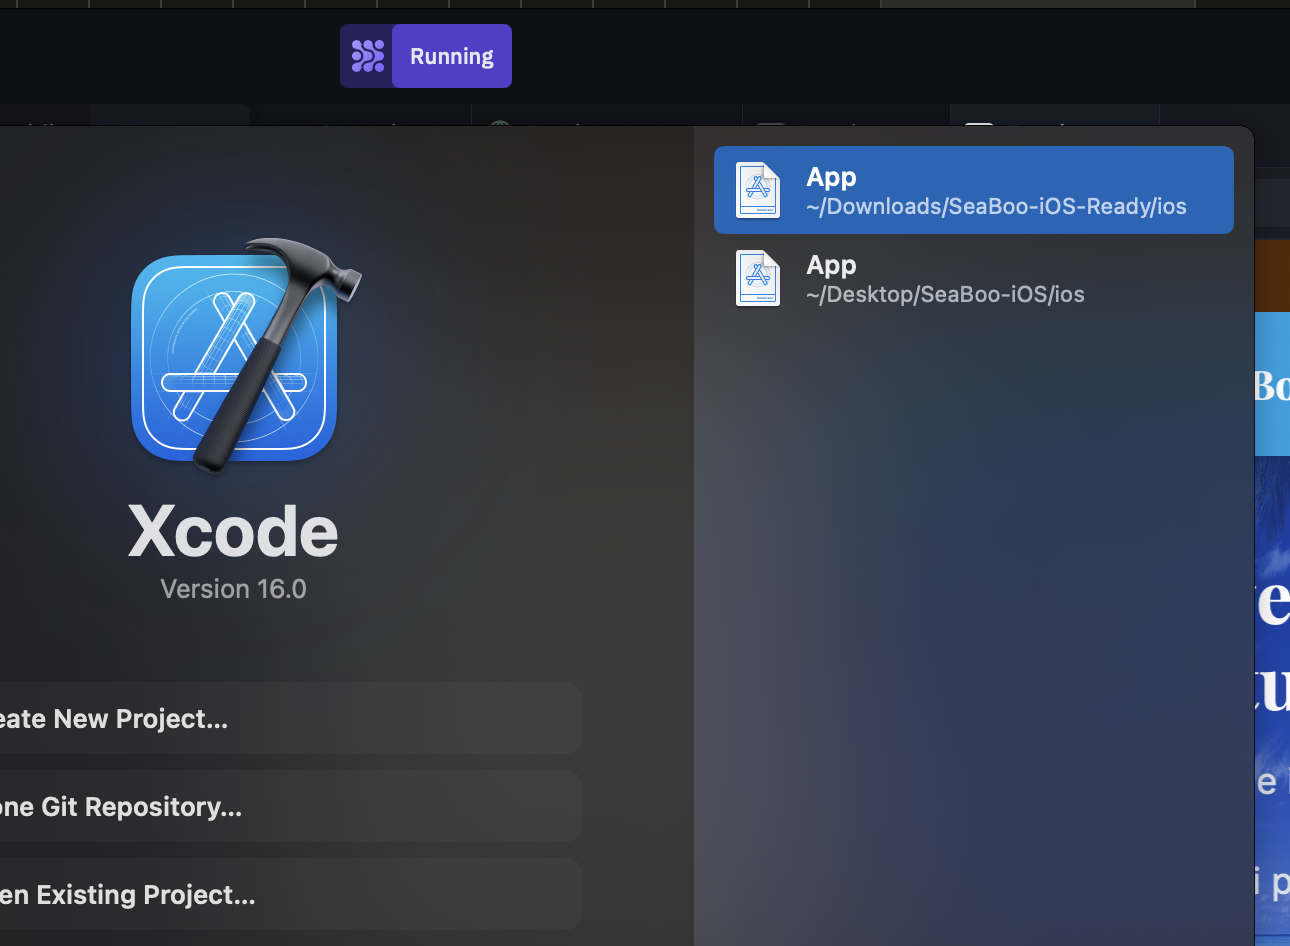 Running
App
~/Downloads/SeaBoo-iOS-Ready/ios
App
~/Desktop/SeaBoo-iOS/ios
Xcode
Version 16.0
eate New Project...
one Git Repository...
en Existing Project...
Bo
e
tu
e i
i p